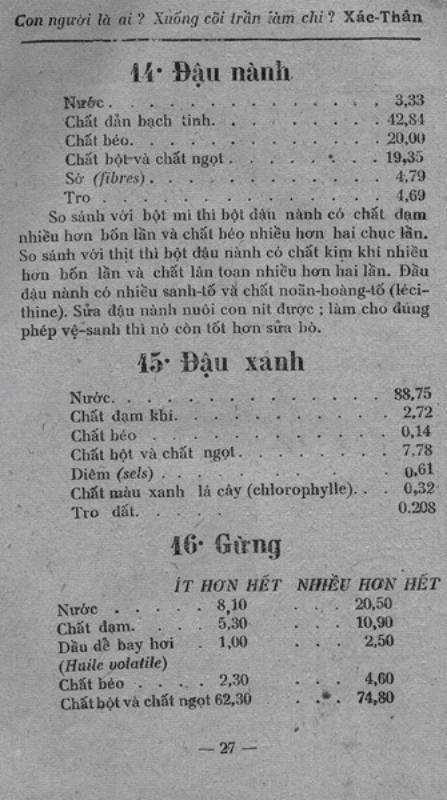 Con người là ai ? Xuống cõi trần làm chi ? Xác-Thân
14· Đậu nành
Nước . . . . . . . . . . . . 3,33
Chất dản bạch tinh. . . . . . . 42,84
Chất béo. . . . . . . . . . . 20,00
Chất bột và chất ngọt . . . . . . 19,35
Sớ (fibres) . . . . . . . . . . 4,79
Tro . . . . . . . . . . . . 4,69
So sánh với bột mì thì bột đậu nành có chất đạm
nhiều hơn bốn lần và chất béo nhiều hơn hai chục lần.
So sánh với thịt thì bột đậu nành có chất kim khí nhiều
hơn bốn lần và chất lân toan nhiều hơn hai lần. Đầu
đậu nành có nhiều sanh-tố và chất noãn-hoàng-tố (léci-
thine). Sữa đậu nành nuôi con nít được ; làm cho đúng
phép vệ-sanh thì nó còn tốt hơn sữa bò.
15· Đậu xanh
Nước. . . . . . . . . . . . 88,75
Chất đạm khí. . . . . . . . . 2,72
Chất béo . . . . . . . . . . 0,14
Chất bột và chất ngọt. . . . . . 7,78
Diêm (sels) . . . . . . . . . 0,61
Chất màu xanh lá cây (chlorophylle). . . 0,32
Tro đất. . . . . 0.208
16· Gừng
ÍT HƠN HẾT NHIỀU HƠN HẾT
Nước . . . . . 8,10 . . . 20,50
Chất đạm. . . . 5,30 . . . 10,90
Dầu dễ bay hơi . 1,00 . . . 2,50
(Huile volatile)
Chất béo . . . . 2,30 . . . 4,60
Chất bột và chất ngọt 62,30 . . . 74,80
— 27 —